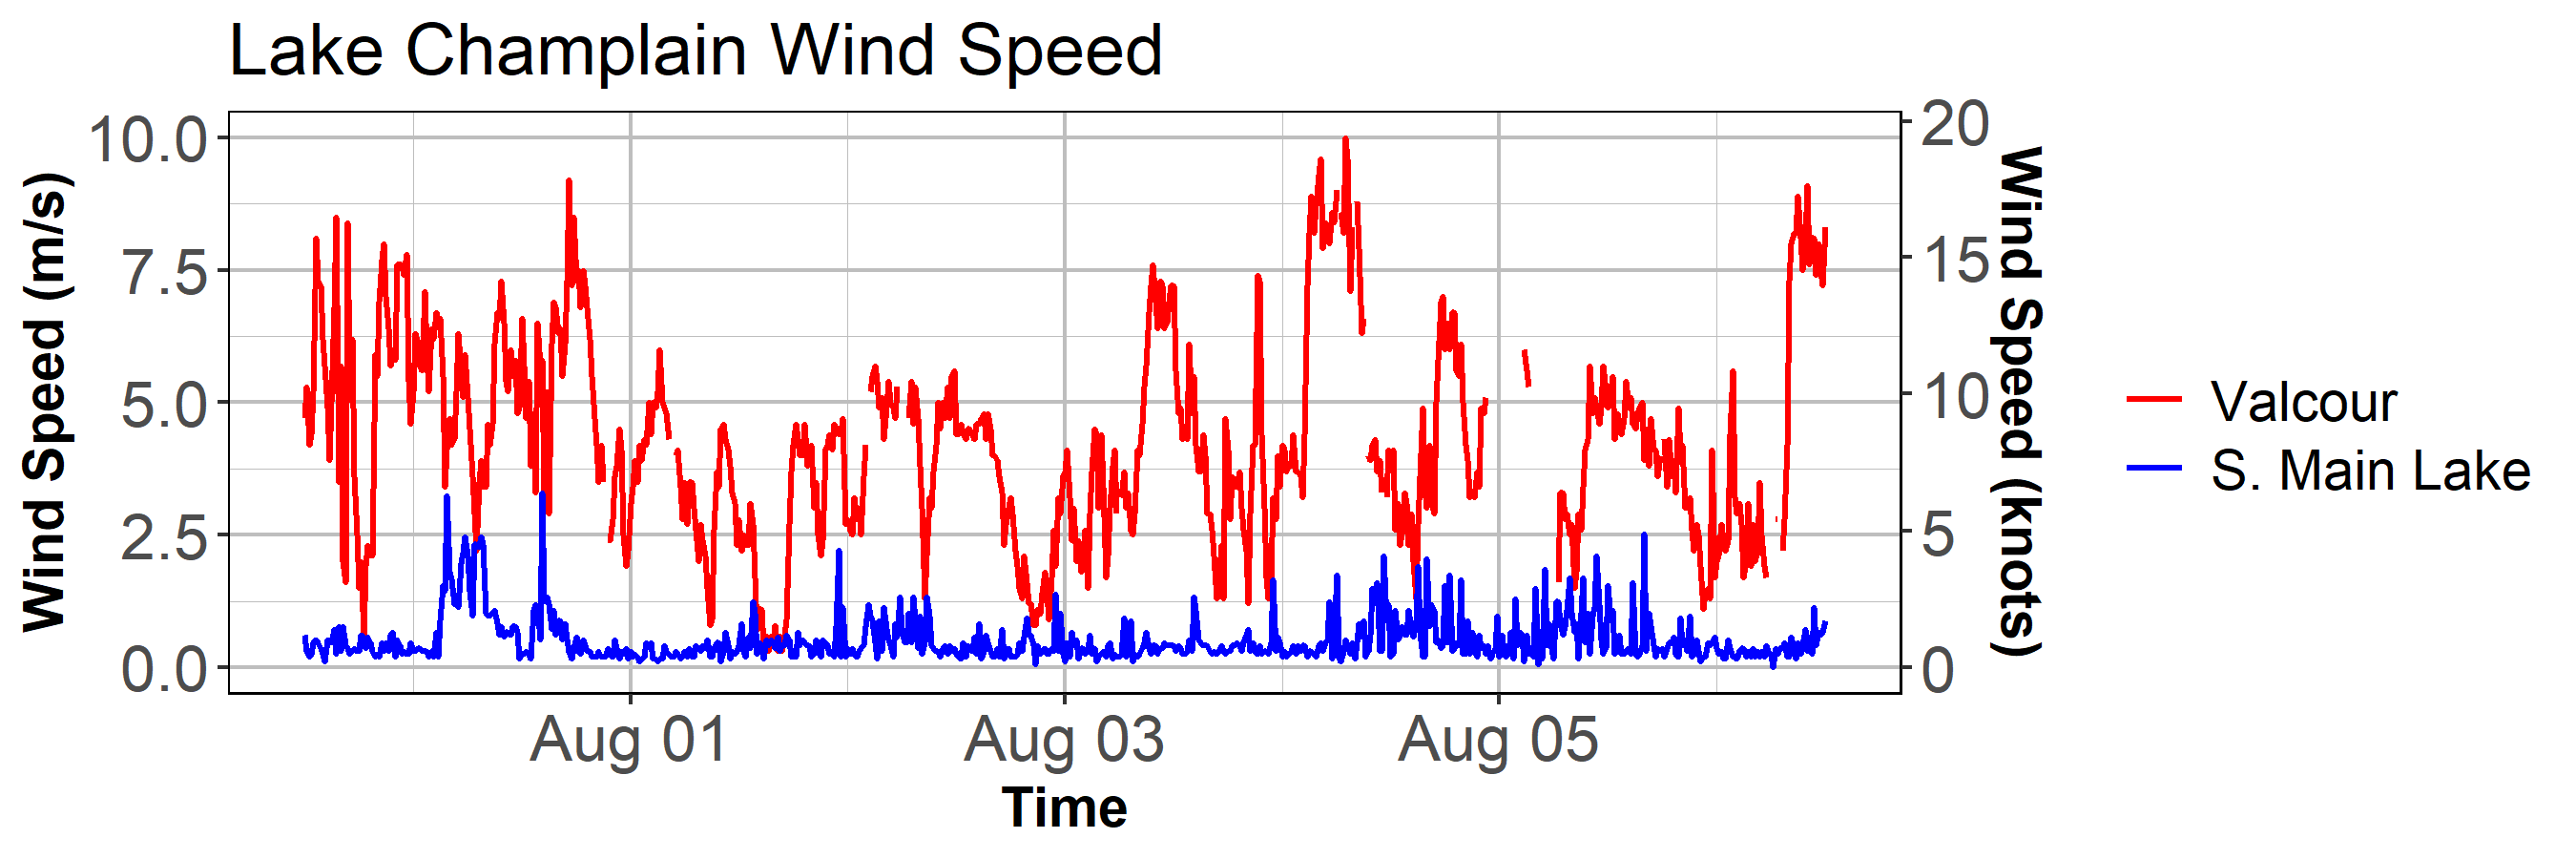 Lake Champlain Wind Speed
10.0
7.5
5.0
2.5
0.0
Wind Speed (m/s)
20
15
10
5
0
Wind Speed (knots)
Aug 01
Aug 03
Aug 05
Time
Valcour
S. Main Lake